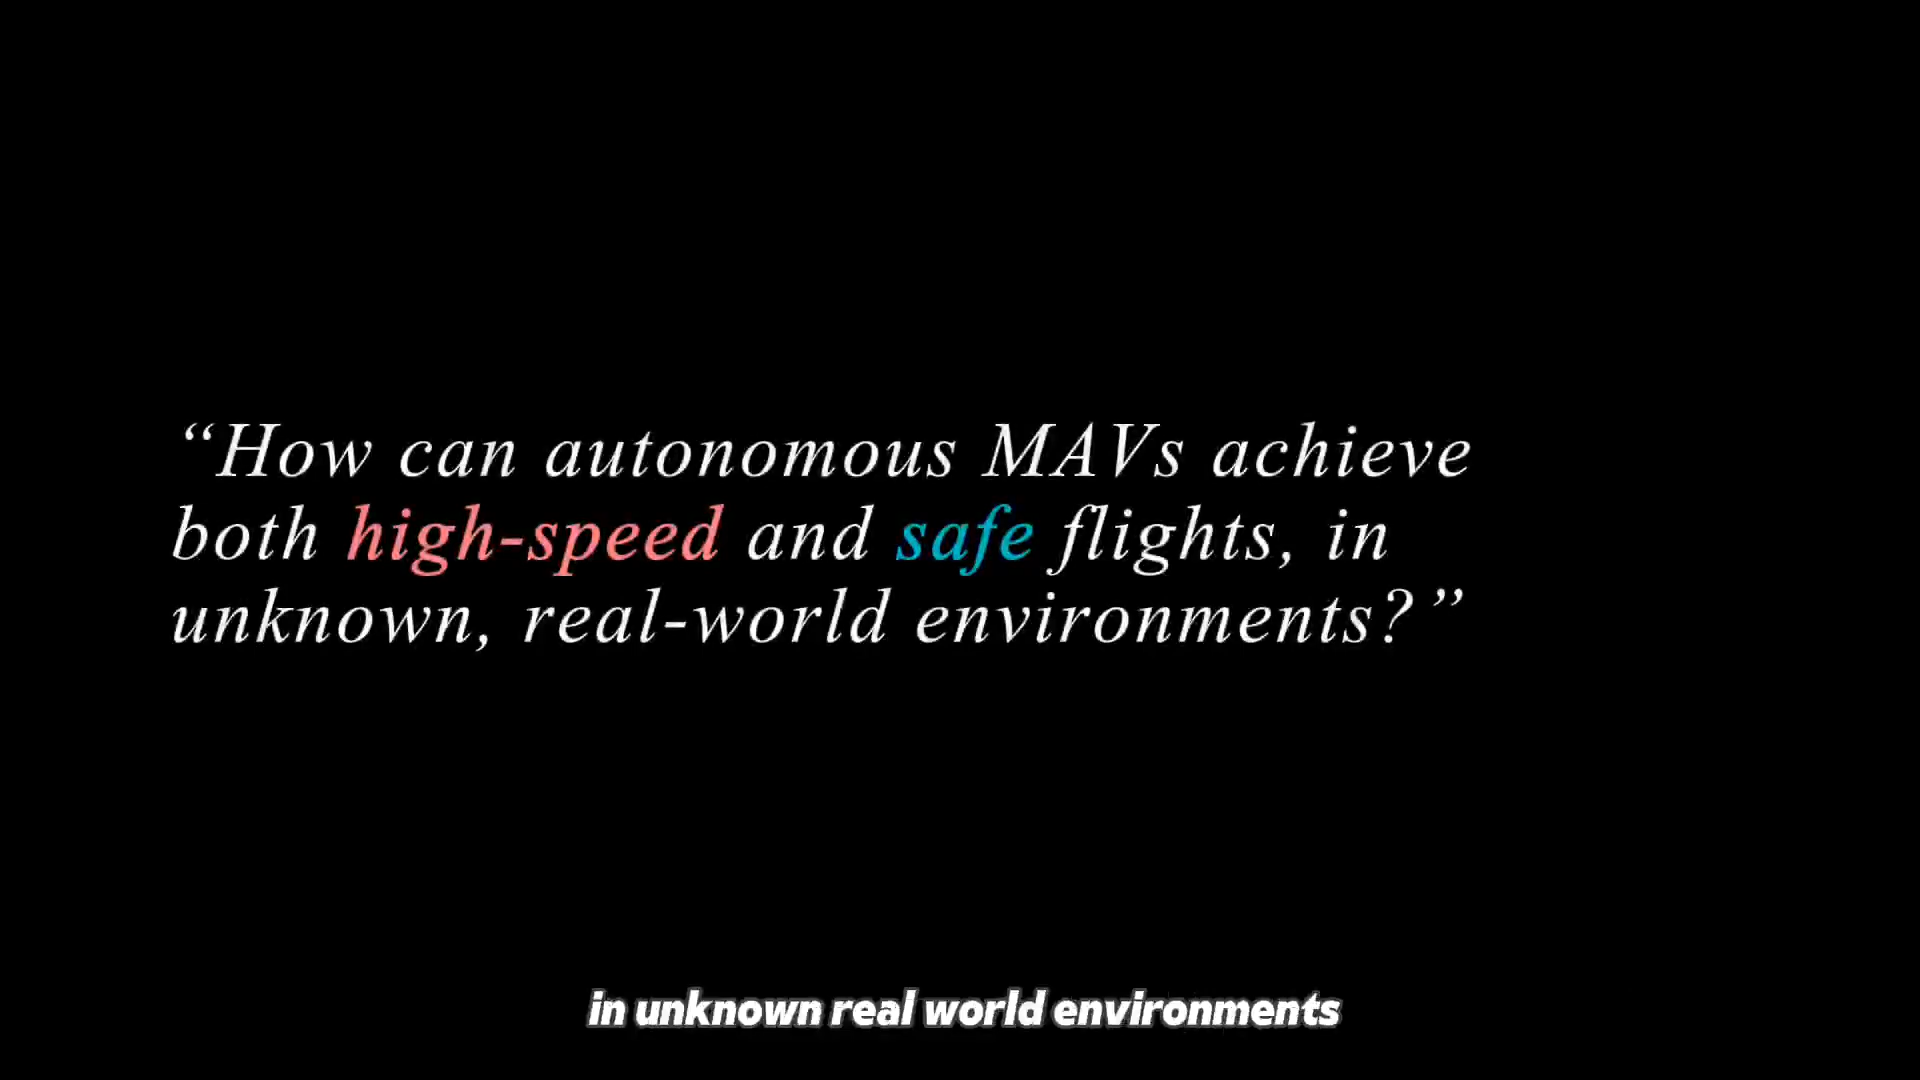 “How can autonomous MAVs achieve
both high-speed and safe flights, in
unknown, real-world environments?”
in unknown real world environments